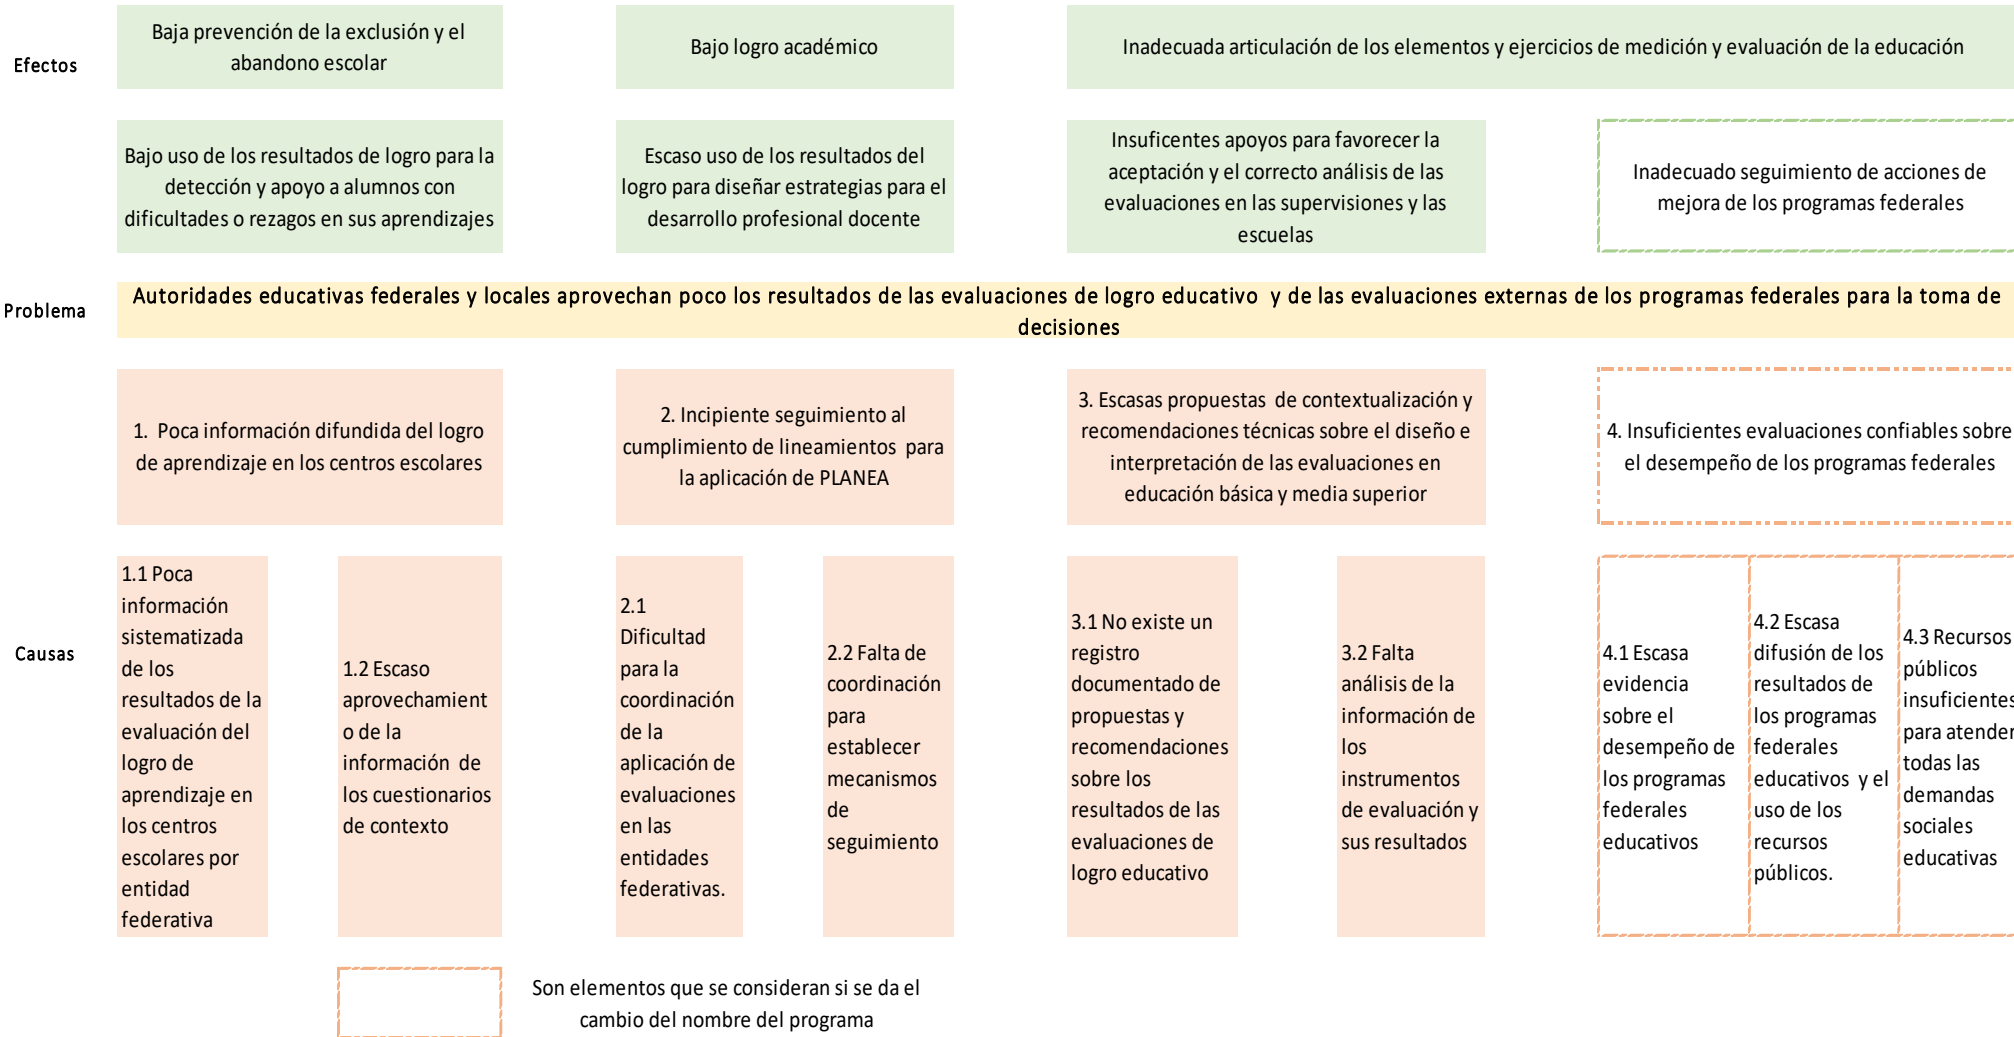 Efectos
Baja prevención de la exclusión y el
abandono escolar
Bajo logro académico
Inadecuada articulación de los elementos y ejercicios de medición y evaluación de la educación
Bajo uso de los resultados de logro para la
detección y apoyo a alumnos con
dificultades o rezagos en sus aprendizajes
Escaso uso de los resultados del
logro para diseñar estrategias para el
desarrollo profesional docente
Insuficentes apoyos para favorecer la
aceptación y el correcto análisis de las
evaluaciones en las supervisiones y las
escuelas
Inadecuado seguimiento de acciones de
mejora de los programas federales
Problema
Autoridades educativas federales y locales aprovechan poco los resultados de las evaluaciones de logro educativo y de las evaluaciones externas de los programas federales para la toma de
decisiones
1. Poca información difundida del logro
de aprendizaje en los centros escolares
2. Incipiente seguimiento al
cumplimiento de lineamientos para
la aplicación de PLANEA
3. Escasas propuestas de contextualización y
recomendaciones técnicas sobre el diseño e
interpretación de las evaluaciones en
educación básica y media superior
4. Insuficientes evaluaciones confiables sobre
el desempeño de los programas federales
Causas
1.1 Poca
información
sistematizada
de los
resultados de la
evaluación del
logro de
aprendizaje en
los centros
escolares por
entidad
federativa
1.2 Escaso
aprovechamient
o de la
información de
los cuestionarios
de contexto
2.1
Dificultad
para la
coordinación
de la
aplicación de
evaluaciones
en las
entidades
federativas.
2.2 Falta de
coordinación
para
establecer
mecanismos
de
seguimiento
3.1 No existe un
registro
documentado de
propuestas y
recomendaciones
sobre los
resultados de las
evaluaciones de
logro educativo
3.2 Falta
análisis de la
información de
los
instrumentos
de evaluación y
sus resultados
4.1 Escasa
evidencia
sobre el
desempeño de
los programas
federales
educativos
4.2 Escasa
difusión de los
resultados de
los programas
federales
educativos y el
uso de los
recursos
públicos.
4.3 Recursos
públicos
insuficientes
para atender
todas las
demandas
sociales
educativas
Son elementos que se consideran si se da el
cambio del nombre del programa